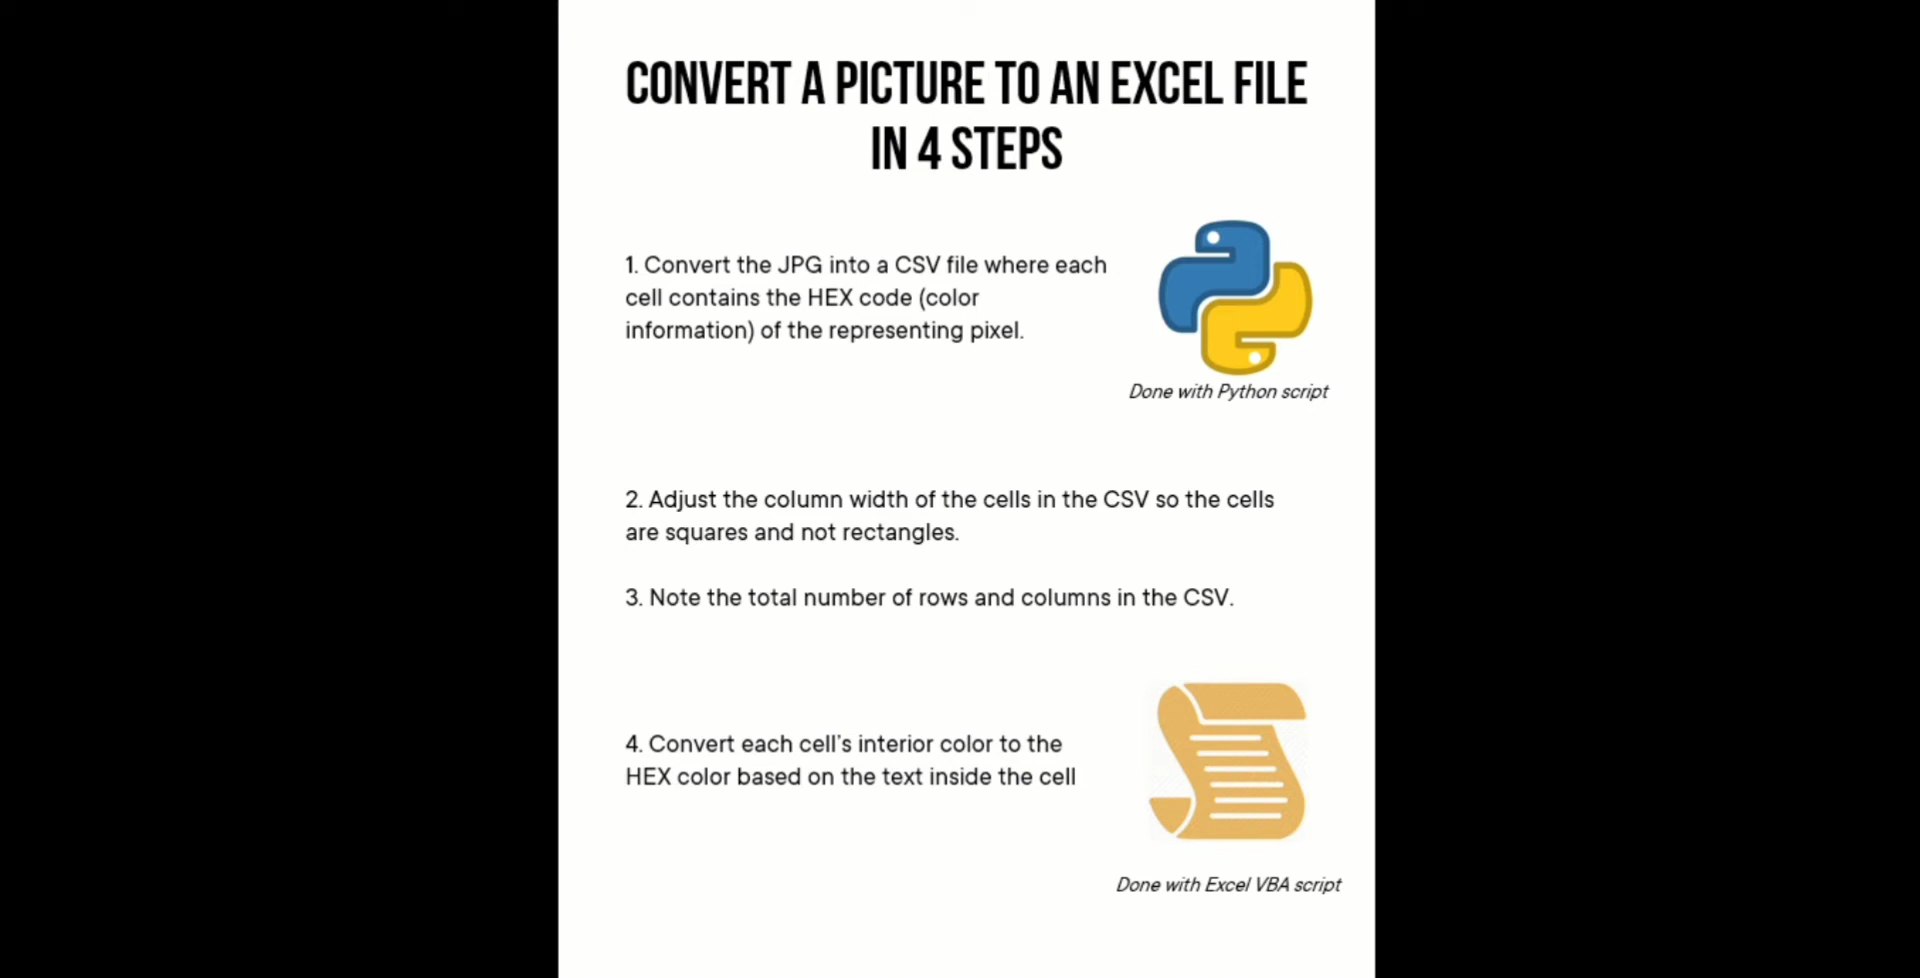 CONVERT A PICTURE TO AN EXCEL FILE
IN 4 STEPS
1. Convert the JPG into a CSV file where each
cell contains the HEX code (color
information) of the representing pixel.
Done with Python script
2. Adjust the column width of the cells in the CSV so the cells
are squares and not rectangles.
3. Note the total number of rows and columns in the CSV.
4. Convert each cell's interior color to the
HEX color based on the text inside the cell
Done with Excel VBA script